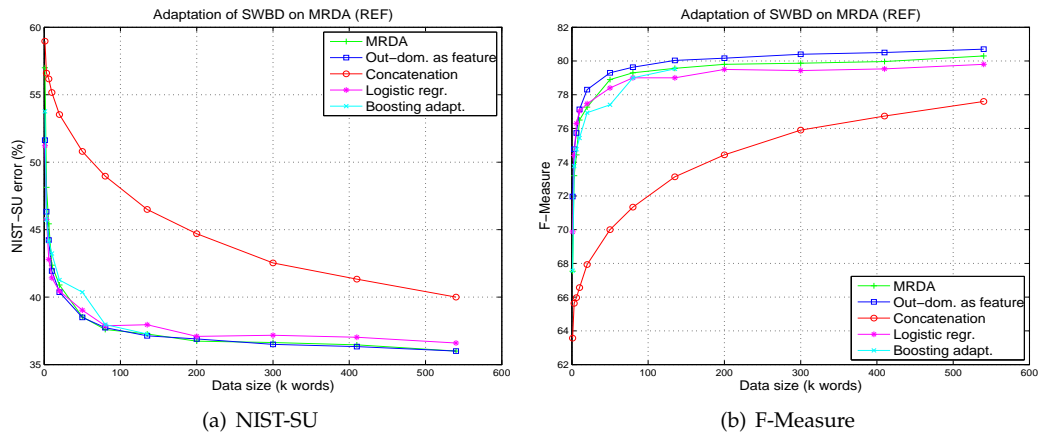 Adaptation of SWBD on MRDA (REF)
NIST−SU error (%)
60
55
50
45
40
35
0 100 200 300 400 500 600
Data size (k words)
MRDA
Out−dom. as feature
Concatenation
Logistic regr.
Boosting adapt.
(a) NIST-SU
Adaptation of SWBD on MRDA (REF)
F−Measure
82
80
78
76
74
72
70
68
66
64
62
0 100 200 300 400 500 600
Data size (k words)
MRDA
Out−dom. as feature
Concatenation
Logistic regr.
Boosting adapt.
(b) F-Measure